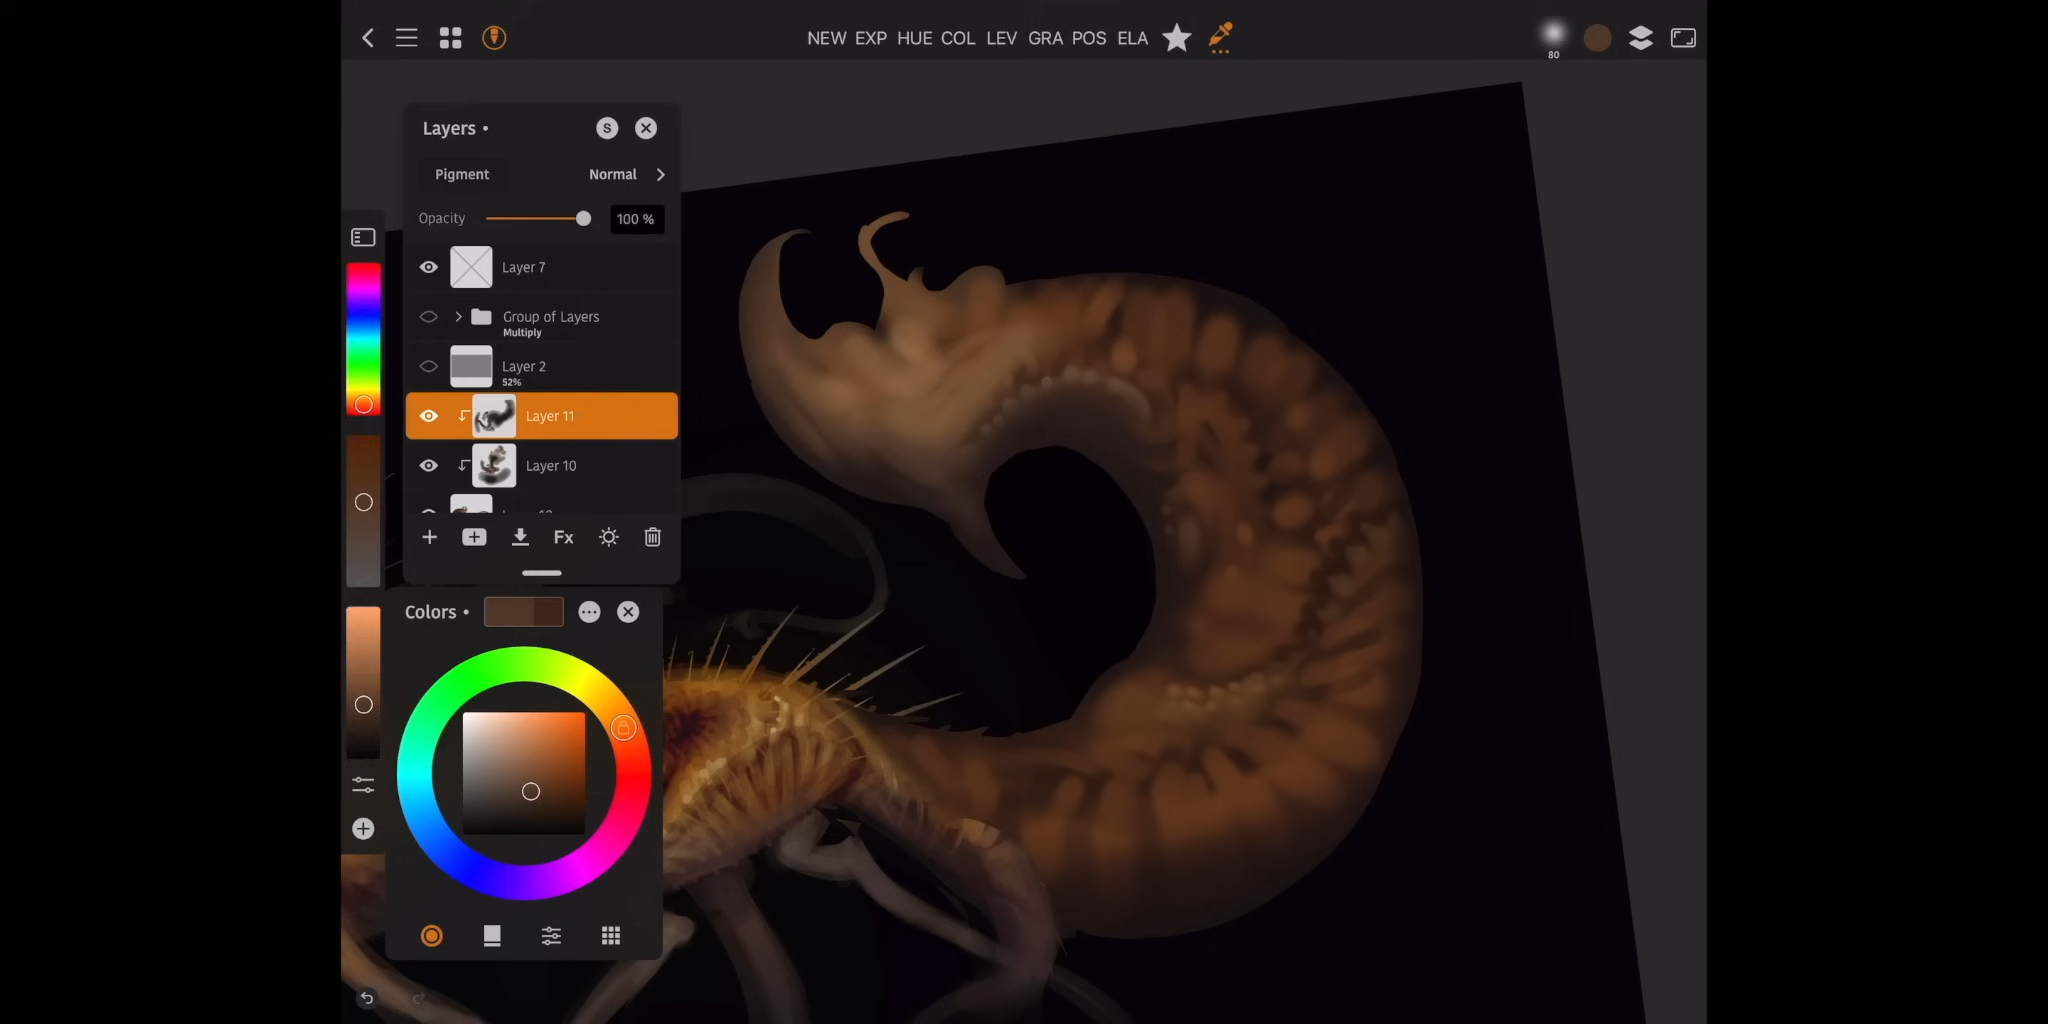 NEW EXP HUE COL LEV GRA POS ELA
80
Layers •
S
Pigment
Normal
Opacity
100 %
Layer 7
Group of Layers
Multiply
Layer 2
52%
Layer 11
Layer 10
Fx
Colors •